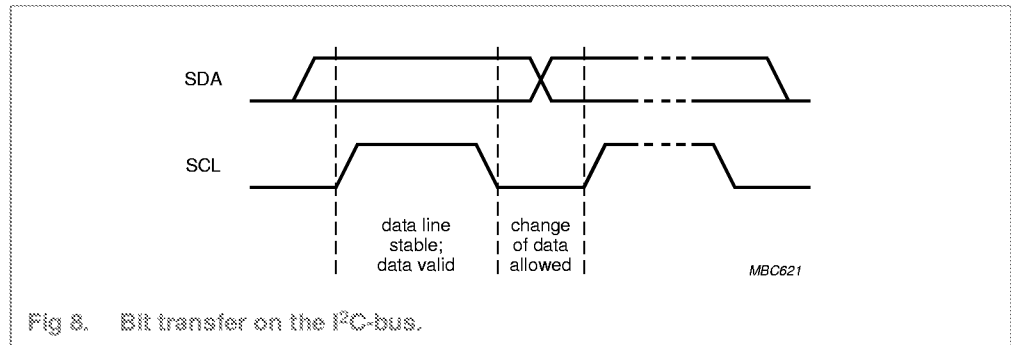 SDA
SCL
data line
stable;
data valid
change
of data
allowed
MBC621
Fig 8. Bit transfer on the I²C-bus.